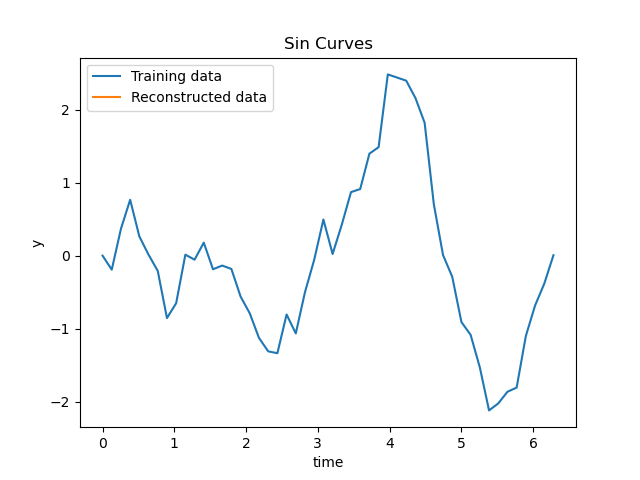 Sin Curves
Training data
Reconstructed data
2
1
0
−1
−2
y
0 1 2 3 4 5 6
time